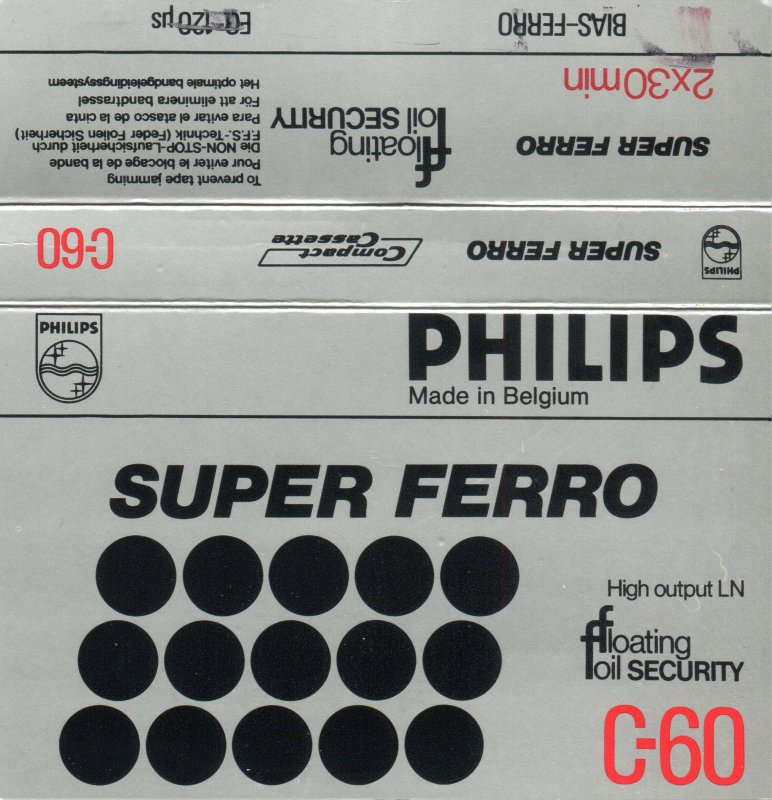 EQ-120 µs
BIAS-FERRO
2x30min
SUPER FERRO
Floating
foil SECURITY
To prevent tape jamming
Pour eviter le blocage de la bande
Die NON-STOP-Laufsicherheit durch
F.F.S.-Technik (Feder Folien Sicherheit)
Para evitar el atasco de la cinta
För att eliminera bandtrassel
Het optimale bandgeleidingssysteem
PHILIPS
SUPER FERRO
Compact
Cassette
C-60
PHILIPS
PHILIPS
Made in Belgium
SUPER FERRO
High output LN
Floating
foil SECURITY
C-60